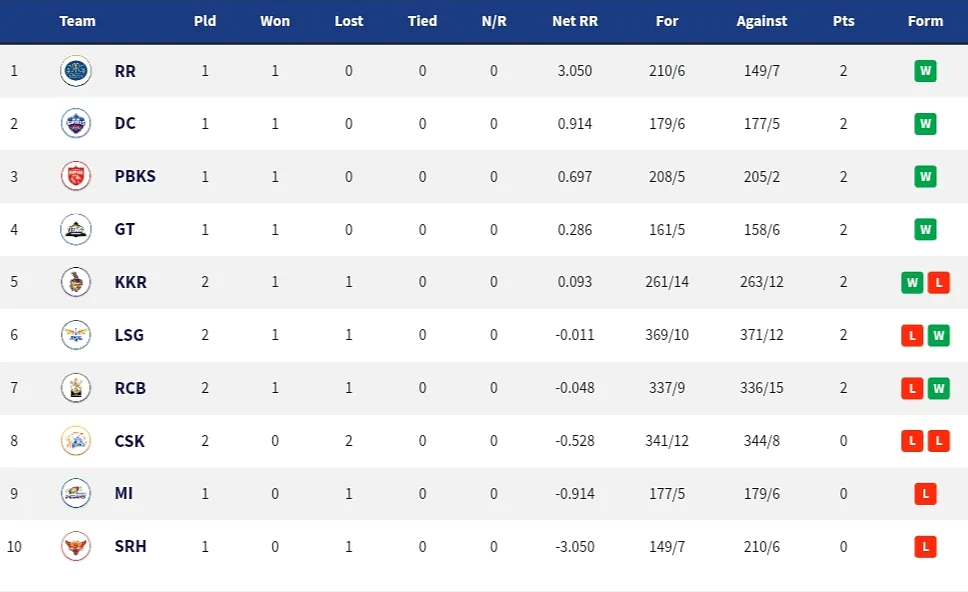 Team Pld Won Lost Tied N/R Net RR For Against Pts Form
1 RR 1 1 0 0 0 3.050 210/6 149/7 2 W
2 DC 1 1 0 0 0 0.914 179/6 177/5 2 W
3 PBKS 1 1 0 0 0 0.697 208/5 205/2 2 W
4 GT 1 1 0 0 0 0.286 161/5 158/6 2 W
5 KKR 2 1 1 0 0 0.093 261/14 263/12 2 W L
6 LSG 2 1 1 0 0 -0.011 369/10 371/12 2 L W
7 RCB 2 1 1 0 0 -0.048 337/9 336/15 2 L W
8 CSK 2 0 2 0 0 -0.528 341/12 344/8 0 L L
9 MI 1 0 1 0 0 -0.914 177/5 179/6 0 L
10 SRH 1 0 1 0 0 -3.050 149/7 210/6 0 L